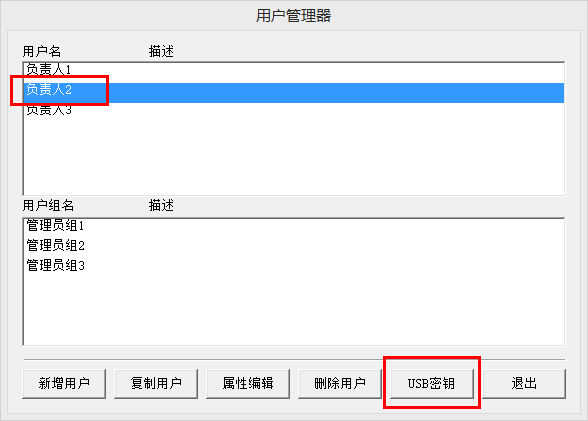 用户管理器
用户名 描述
负责人1
负责人2
负责人3
用户组名 描述
管理员组1
管理员组2
管理员组3
新增用户 复制用户 属性编辑 删除用户 USB密钥 退出